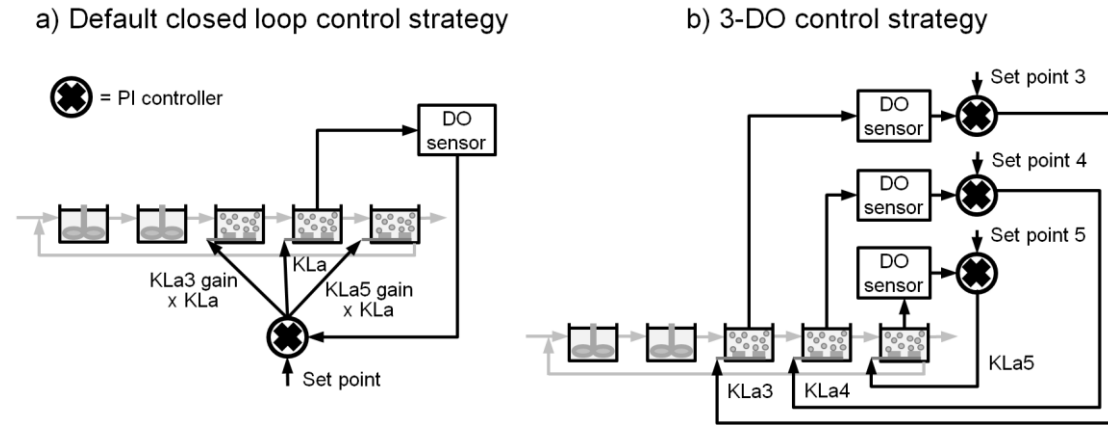 a) Default closed loop control strategy
= PI controller
DO
sensor
KLa
KLa3 gain
x KLa
KLa5 gain
x KLa
Set point
b) 3-DO control strategy
Set point 3
DO
sensor
Set point 4
DO
sensor
Set point 5
DO
sensor
KLa3
KLa4
KLa5